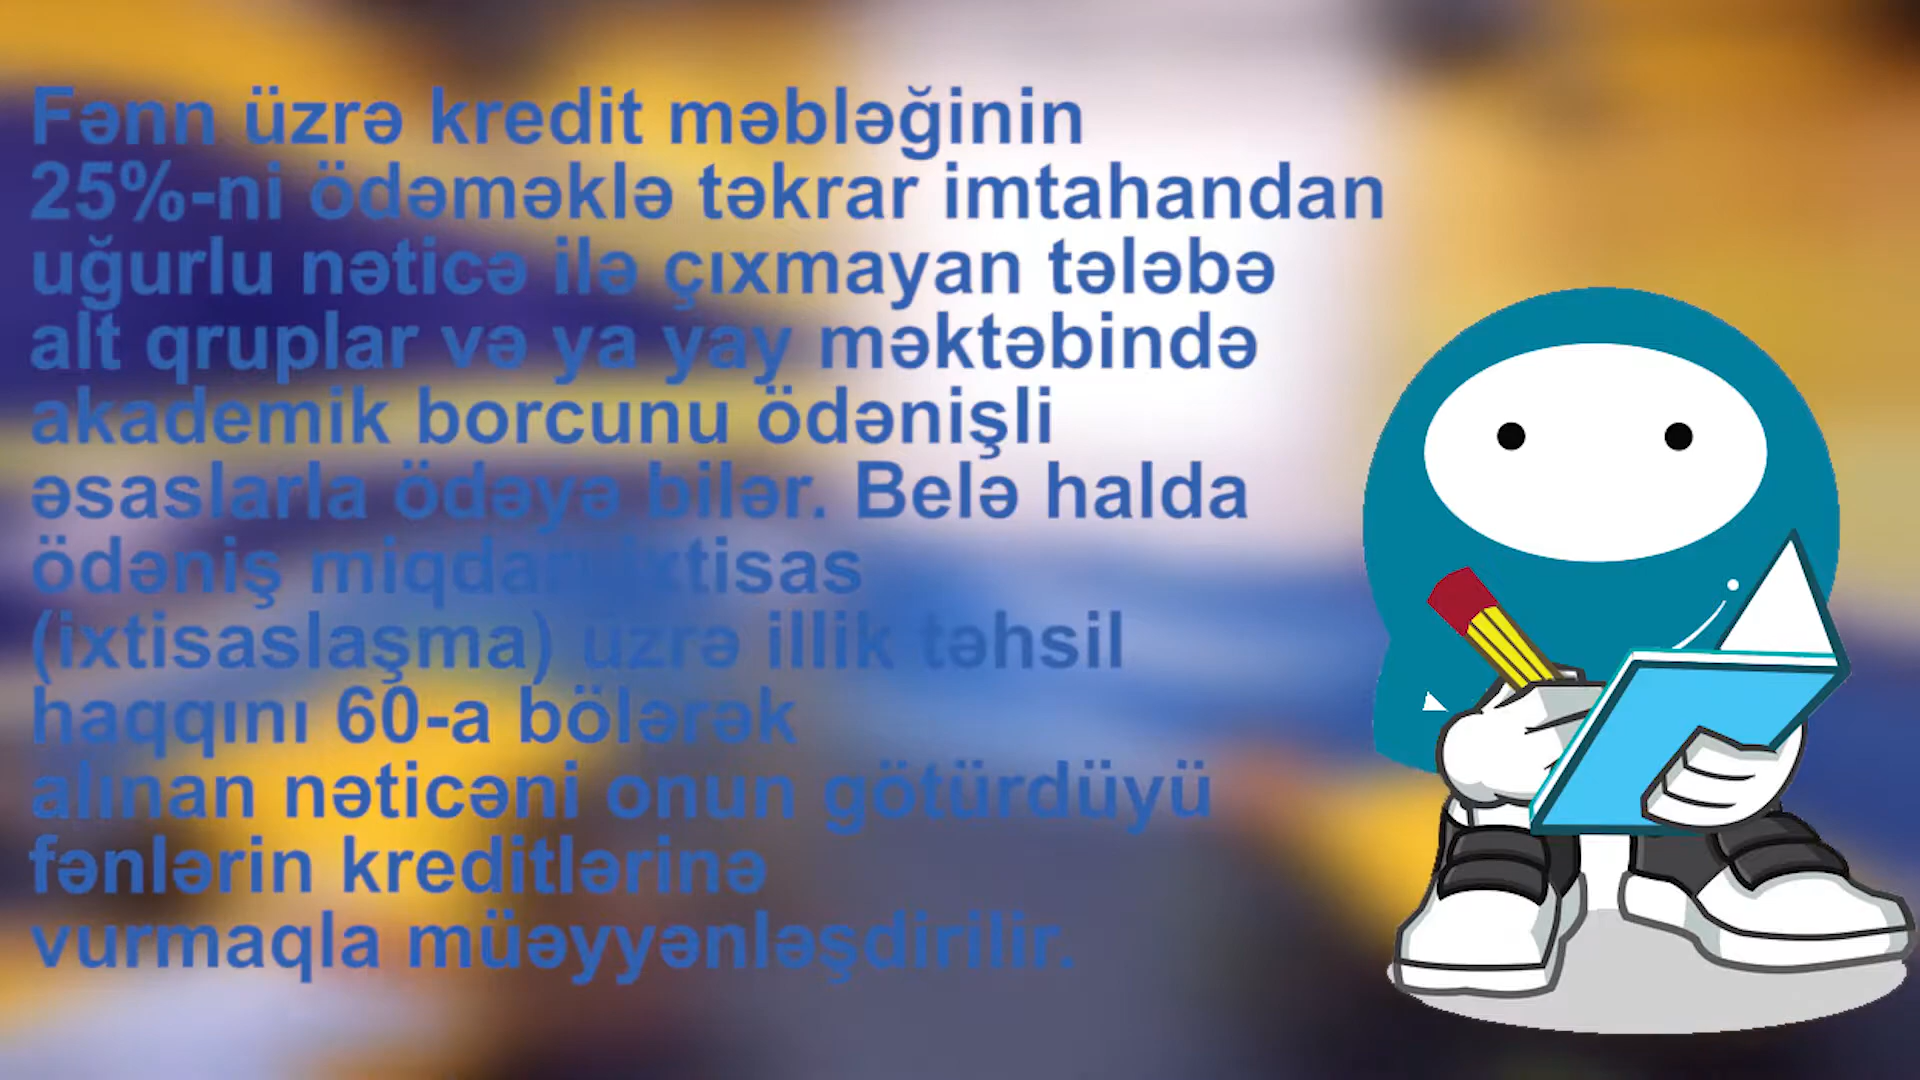 Fənn üzrə kredit məbləğinin
25%-ni ödəməklə təkrar imtahandan
uğurlu nəticə ilə çıxmayan tələbə
alt qruplar və ya yay məktəbində
akademik borcunu ödənişli
əsaslarla ödəyə bilər. Belə halda
ödəniş miqdarı ixtisas
(ixtisaslaşma) üzrə illik təhsil
haqqını 60-a bölərək
alınan nəticəni onun götürdüyü
fənlərin kreditlərinə
vurmaqla müəyyənləşdirilir.